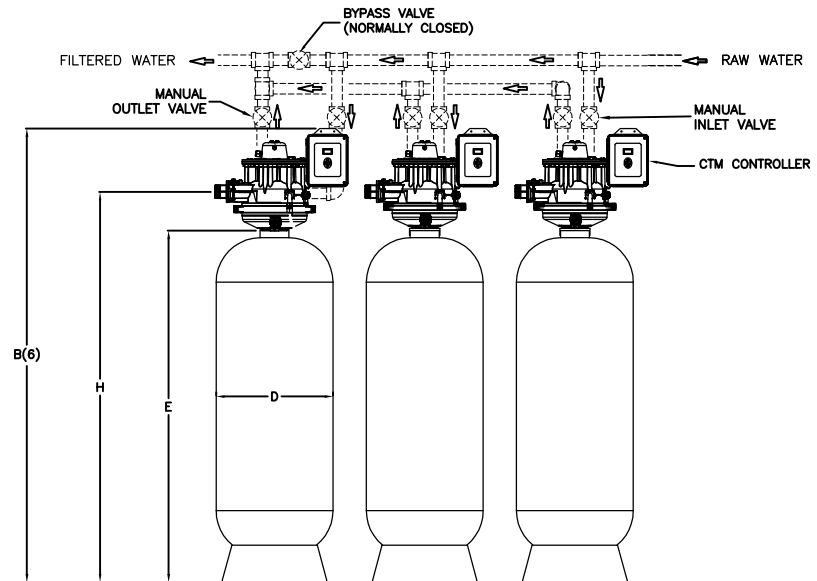 BYPASS VALVE
(NORMALLY CLOSED)
FILTERED WATER
RAW WATER
MANUAL
OUTLET VALVE
MANUAL
INLET VALVE
CTM CONTROLLER
B(6)
H
E
D